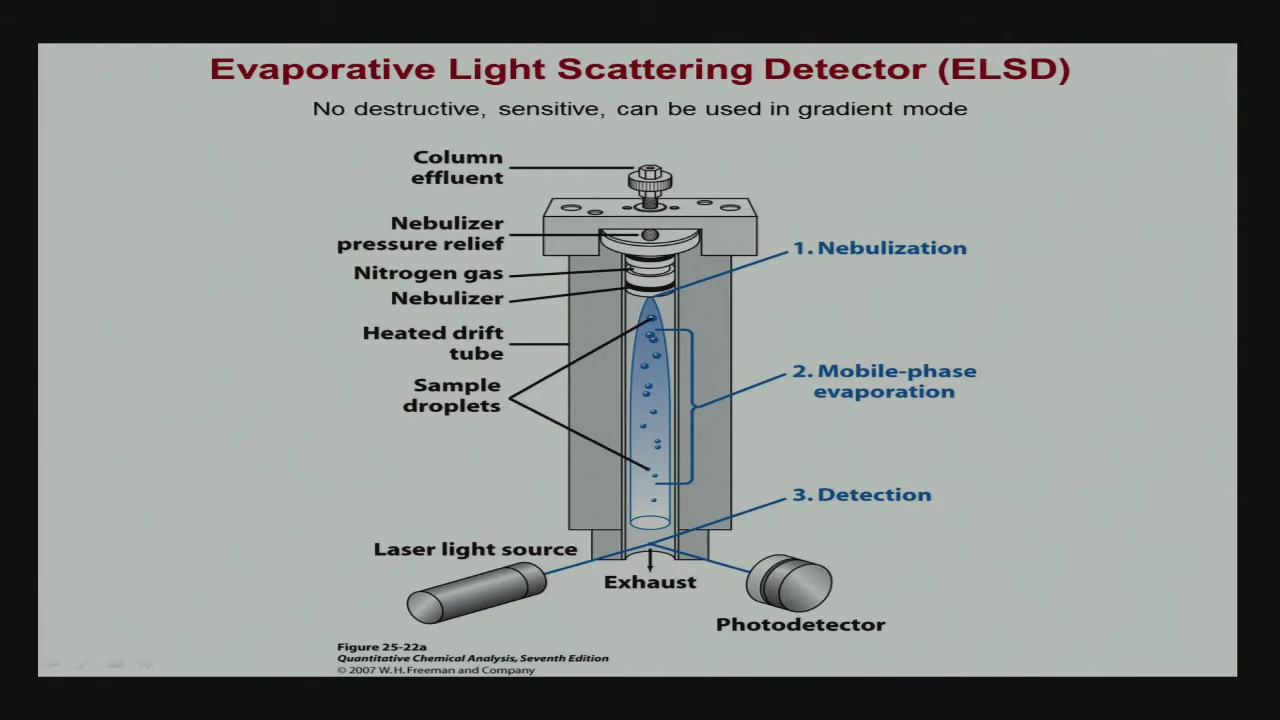 Evaporative Light Scattering Detector (ELSD)
No destructive, sensitive, can be used in gradient mode
Column
effluent
Nebulizer
pressure relief
Nitrogen gas
Nebulizer
Heated drift
tube
Sample
droplets
1. Nebulization
2. Mobile-phase
evaporation
3. Detection
Laser light source
Exhaust
Photodetector
Figure 25-22a
Quantitative Chemical Analysis, Seventh Edition
© 2007 W. H. Freeman and Company